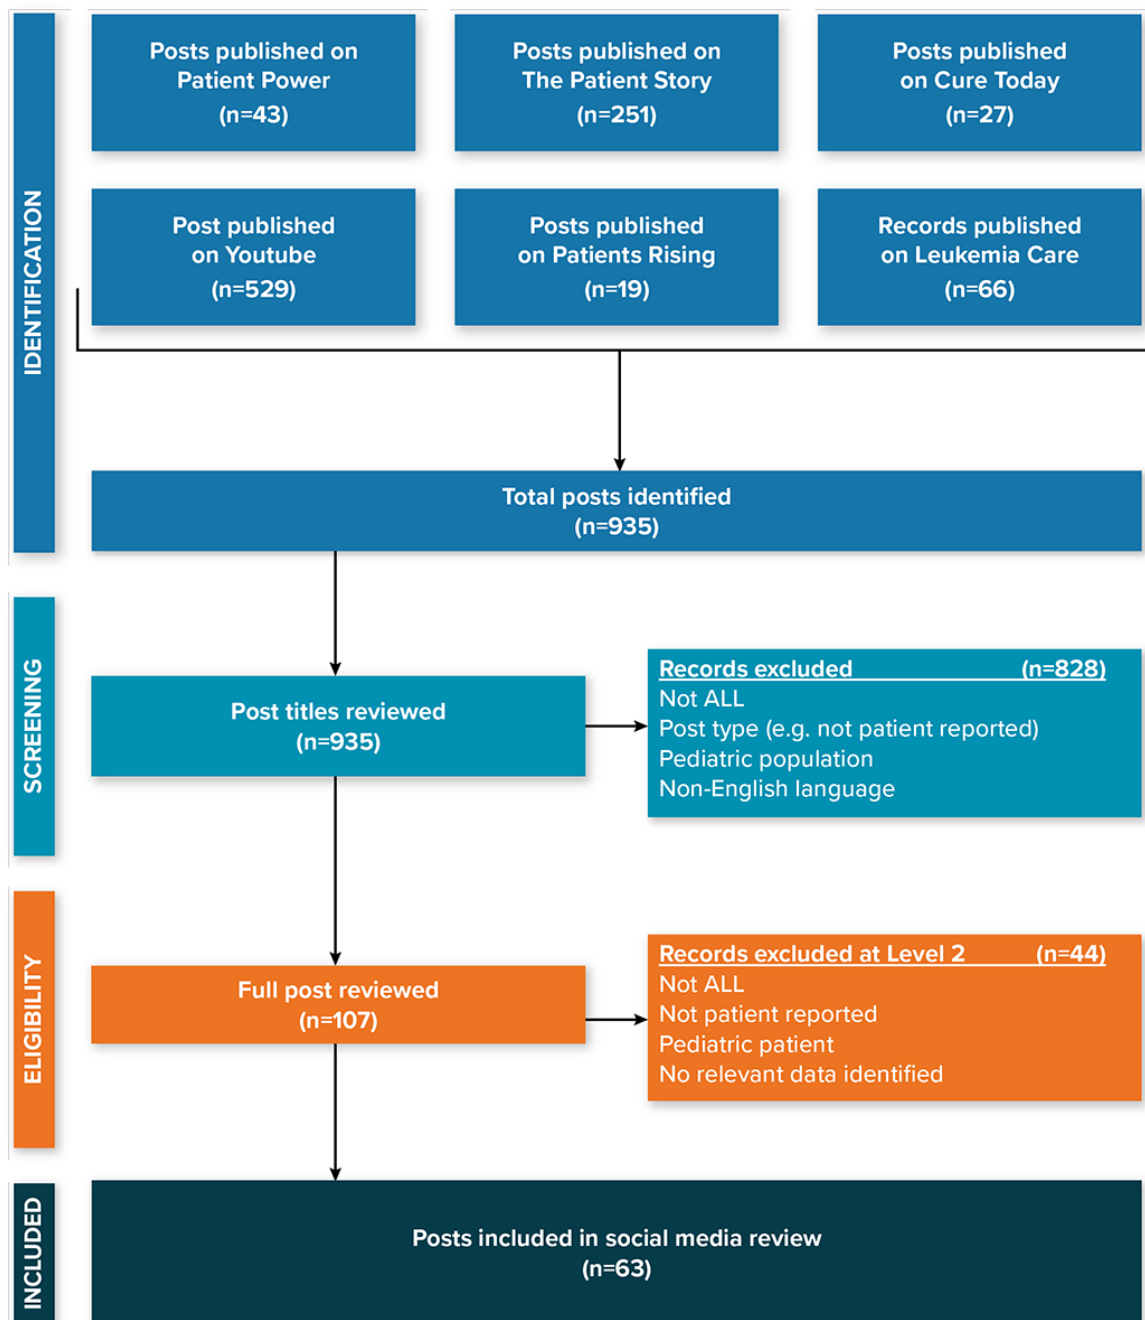 IDENTIFICATION
Posts published on
Patient Power
(n=43)
Posts published on
The Patient Story
(n=251)
Posts published
on Cure Today
(n=27)
Post published
on Youtube
(n=529)
Posts published
on Patients Rising
(n=19)
Records published
on Leukemia Care
(n=66)
Total posts identified
(n=935)
SCREENING
Post titles reviewed
(n=935)
Records excluded (n=828)
Not ALL
Post type (e.g. not patient reported)
Pediatric population
Non-English language
ELIGIBILITY
Full post reviewed
(n=107)
Records excluded at Level 2 (n=44)
Not ALL
Not patient reported
Pediatric patient
No relevant data identified
INCLUDED
Posts included in social media review
(n=63)